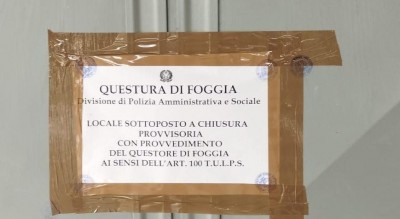 QUESTURA DI FOGGIA
Divisione di Polizia Amministrativa e Sociale
LOCALE SOTTOPOSTO A CHIUSURA
PROVVISORIA
CON PROVVEDIMENTO
DEL QUESTORE DI FOGGIA
AI SENSI DELL'ART. 100 T.U.L.P.S.